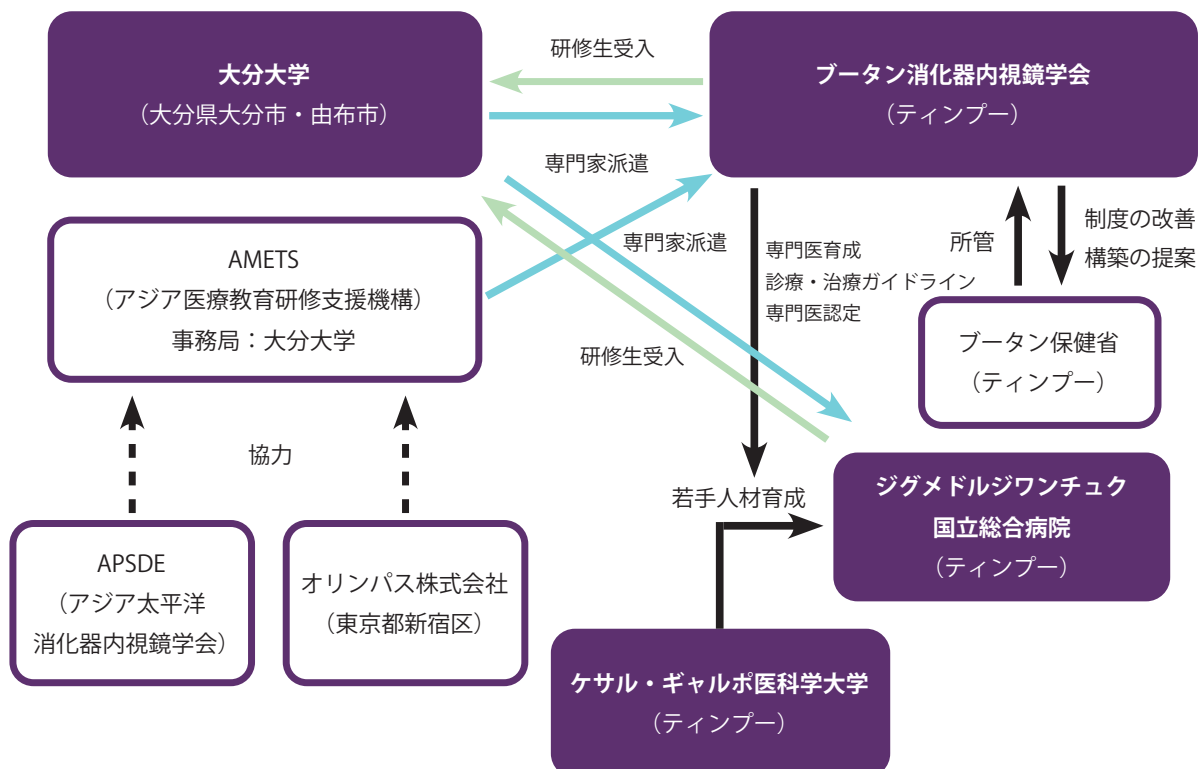 大分大学
（大分県大分市・由布市）
研修生受入
ブータン消化器内視鏡学会
（ティンプー）
専門家派遣
AMETS
（アジア医療教育研修支援機構）
事務局：大分大学
専門家派遣
研修生受入
専門医育成
診療・治療ガイドライン
専門医認定
所管
制度の改善
構築の提案
ブータン保健省
（ティンプー）
協力
APSDE
（アジア太平洋
消化器内視鏡学会）
オリンパス株式会社
（東京都新宿区）
若手人材育成
ジグメドルジワンチュク
国立総合病院
（ティンプー）
ケサル・ギャルポ医科学大学
（ティンプー）